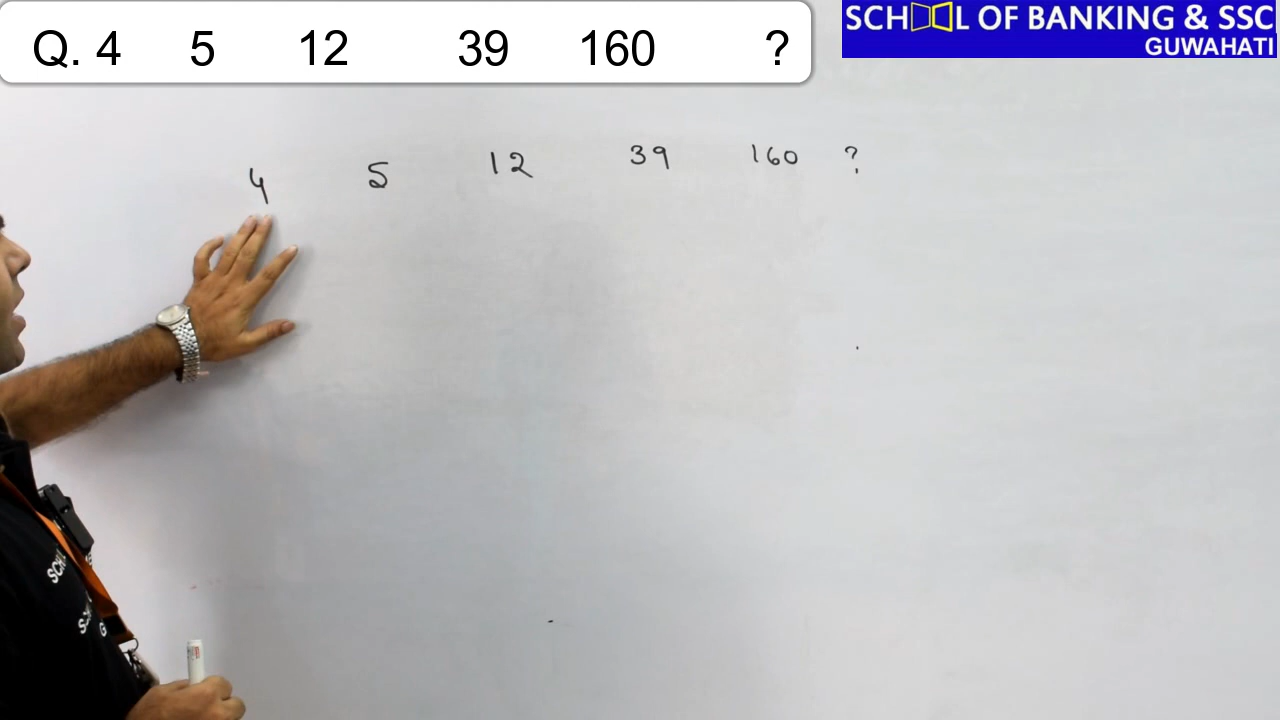 Q. 4 5 12 39 160 ?
SCHOOL OF BANKING & SSC
GUWAHATI
4 5 12 39 160 ?